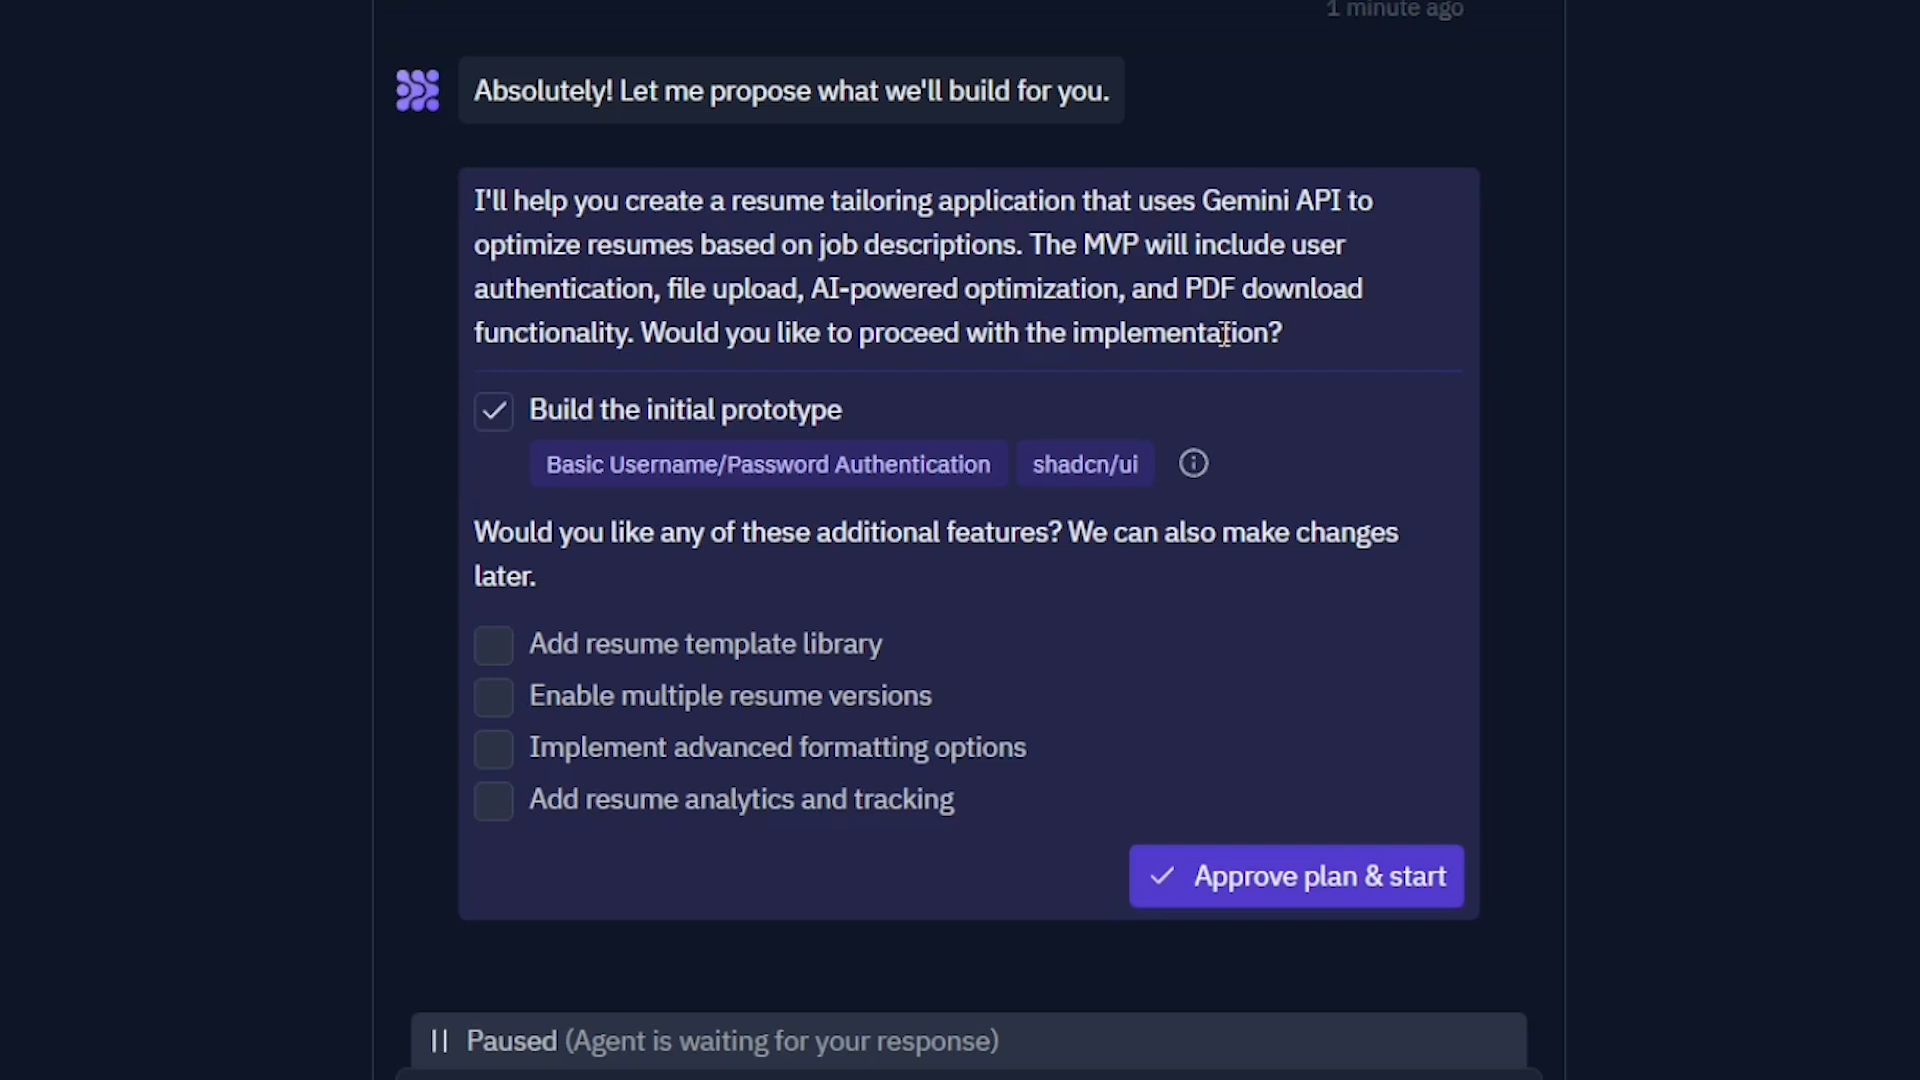 1 minute ago
Absolutely! Let me propose what we'll build for you.
I'll help you create a resume tailoring application that uses Gemini API to
optimize resumes based on job descriptions. The MVP will include user
authentication, file upload, AI-powered optimization, and PDF download
functionality. Would you like to proceed with the implementation?
Build the initial prototype
Basic Username/Password Authentication shadcn/ui
Would you like any of these additional features? We can also make changes
later.
Add resume template library
Enable multiple resume versions
Implement advanced formatting options
Add resume analytics and tracking
Approve plan & start
Paused (Agent is waiting for your response)